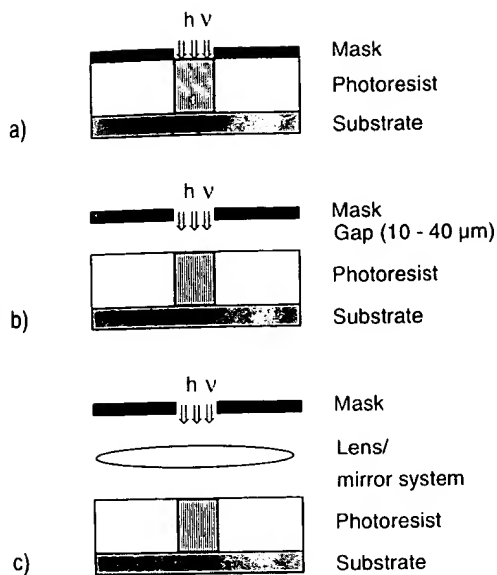 h ν
Mask
Photoresist
Substrate
a)
h ν
Mask
Gap (10 - 40 µm)
Photoresist
Substrate
b)
h ν
Mask
Lens/
mirror system
Photoresist
Substrate
c)